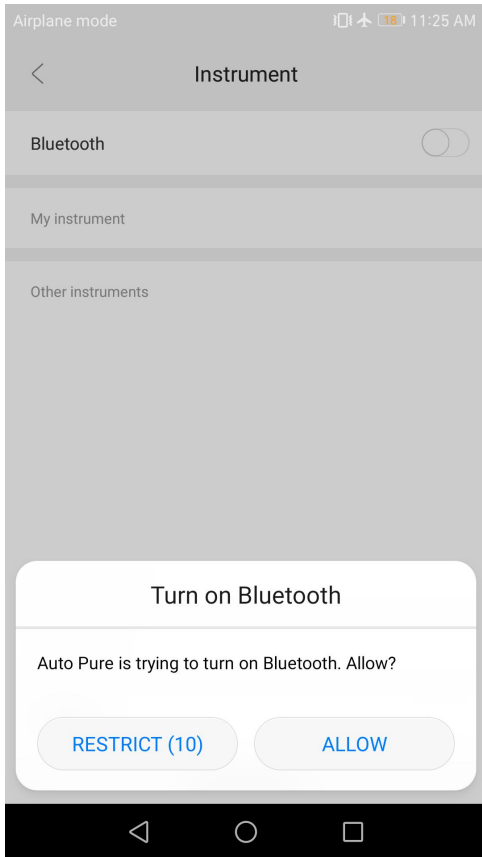 Airplane mode
18 11:25 AM
Instrument
Bluetooth
My instrument
Other instruments
Turn on Bluetooth
Auto Pure is trying to turn on Bluetooth. Allow?
RESTRICT (10)
ALLOW